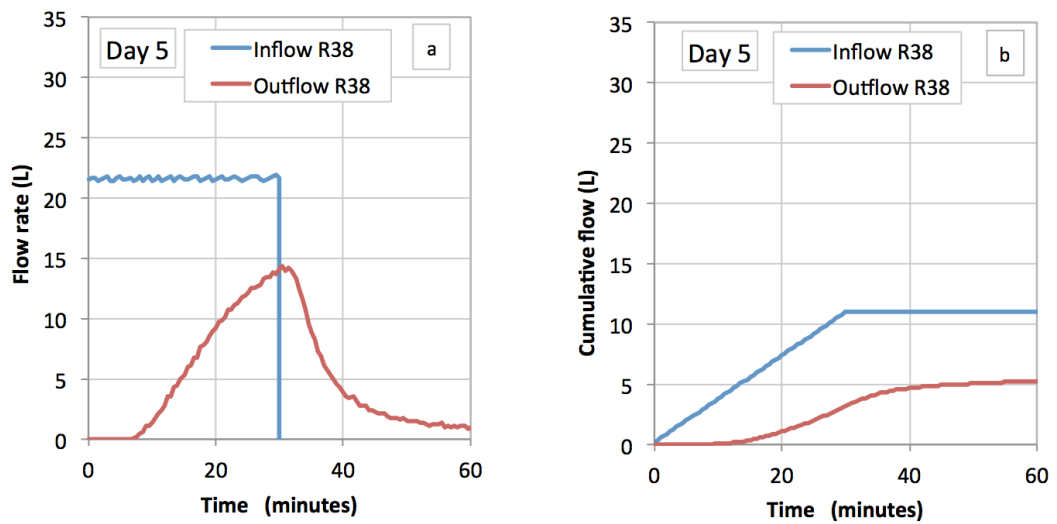 Day 5
Inflow R38
Outflow R38
a
35
30
25
20
15
10
5
0
Flow rate (L)
0 20 40 60
Time (minutes)
Day 5
Inflow R38
Outflow R38
b
35
30
25
20
15
10
5
0
Cumulative flow (L)
0 20 40 60
Time (minutes)